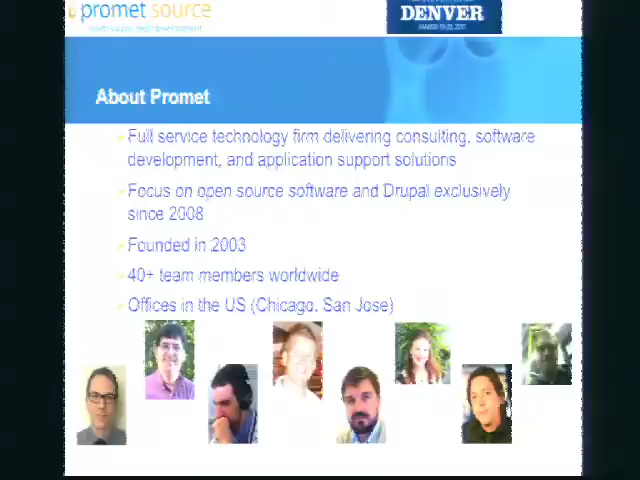 promet source
DENVER
About Promet
Full service technology firm delivering consulting, software
development, and application support solutions
Focus on open source software and Drupal exclusively
since 2008
Founded in 2003
40+ team members worldwide
Offices in the US (Chicago, San Jose)